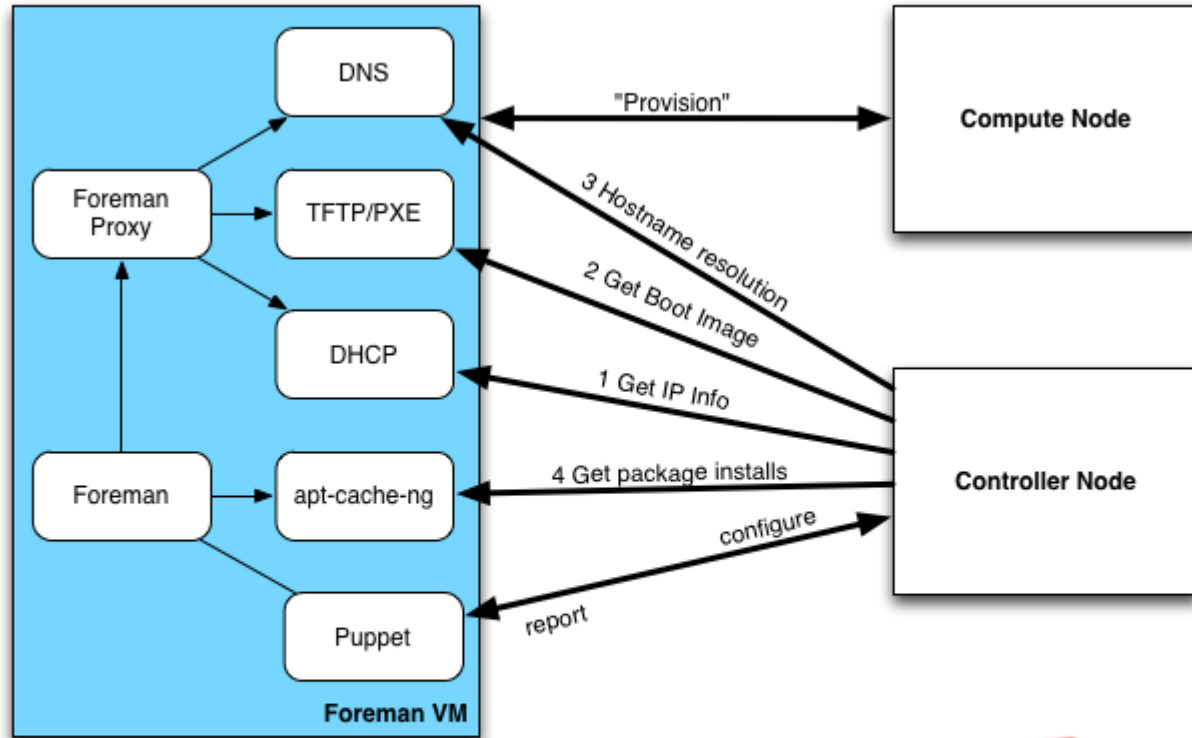 DNS
"Provision"
Compute Node
Foreman
Proxy
TFTP/PXE
3 Hostname resolution
2 Get Boot Image
DHCP
1 Get IP Info
Foreman
apt-cache-ng
4 Get package installs
Controller Node
configure
report
Puppet
Foreman VM